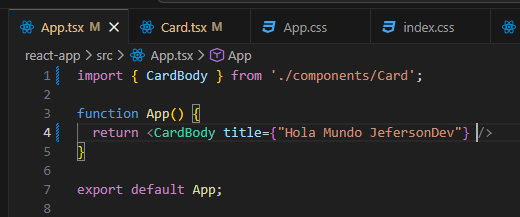 App.tsx × Card.tsx App.css index.css
react-app > src > App.tsx > App
1 import { CardBody } from './components/Card';
2
3 function App() {
4 return <CardBody title={"Hola Mundo JefersonDev"} />
5 }
6
7 export default App;
8